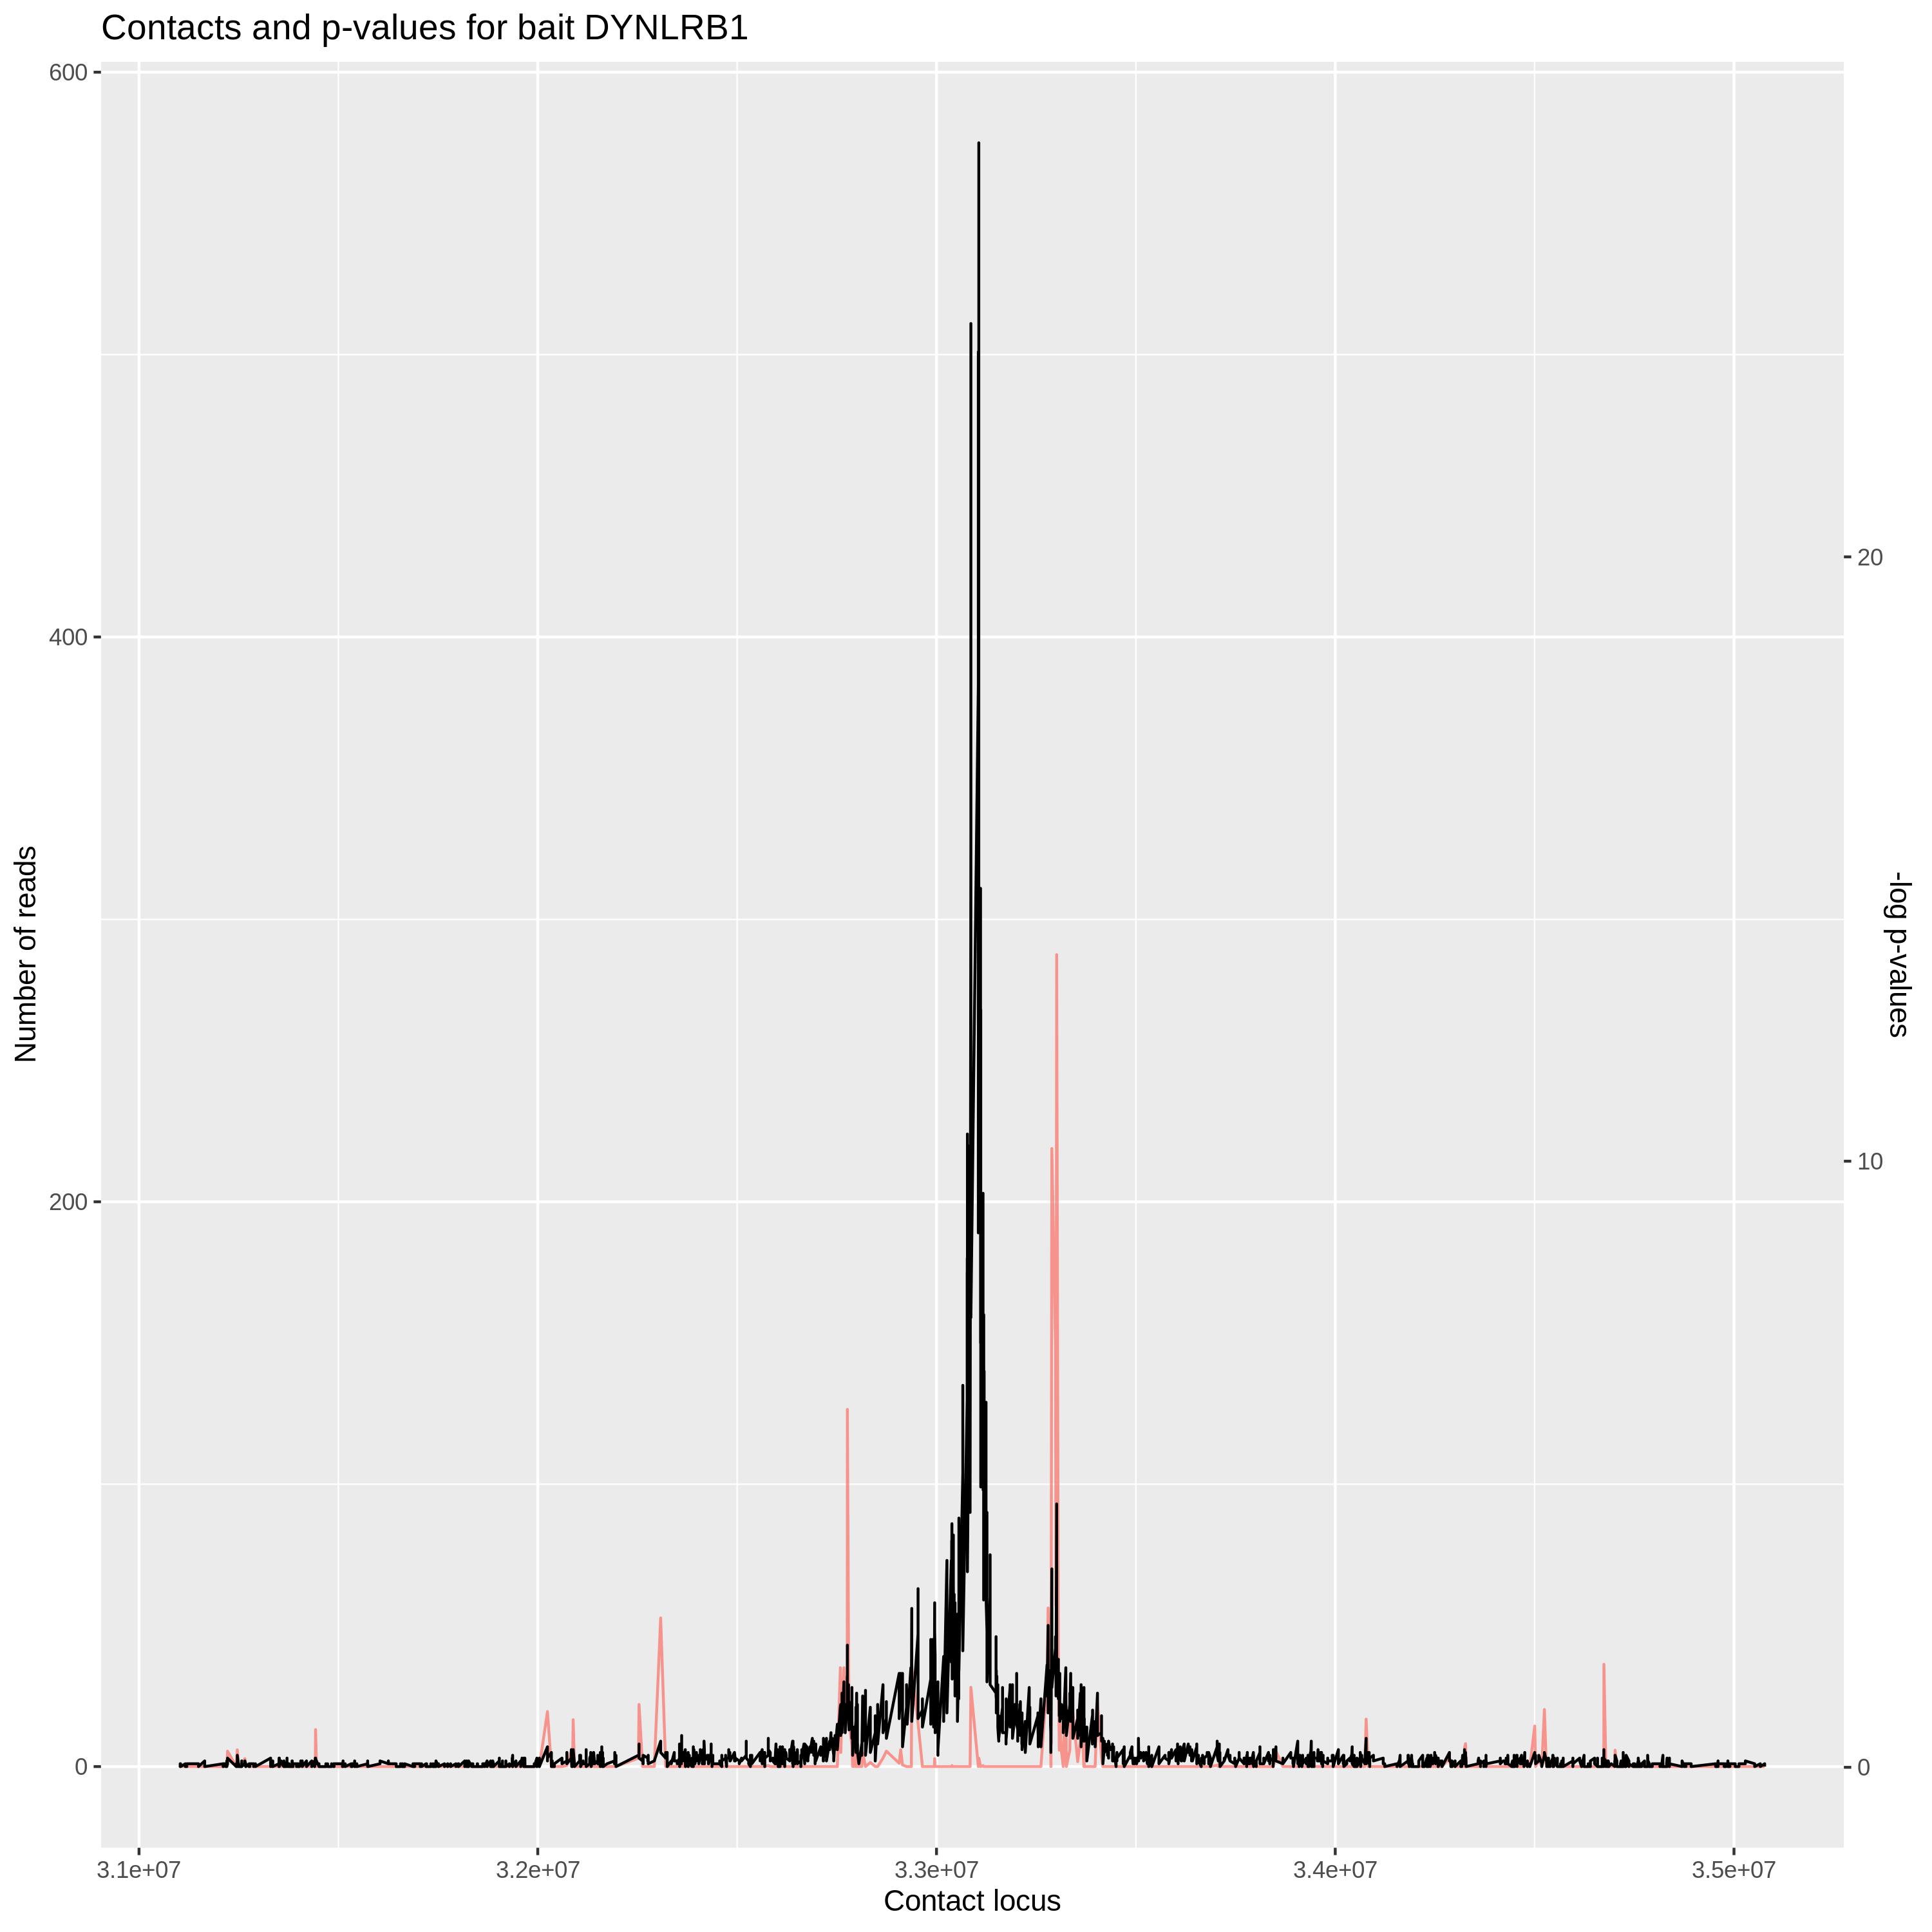 Contacts and p-values for bait DYNLRB1
600
400
200
0
Number of reads
20
10
0
-log p-values
3.1e+07
3.2e+07
3.3e+07
3.4e+07
3.5e+07
Contact locus